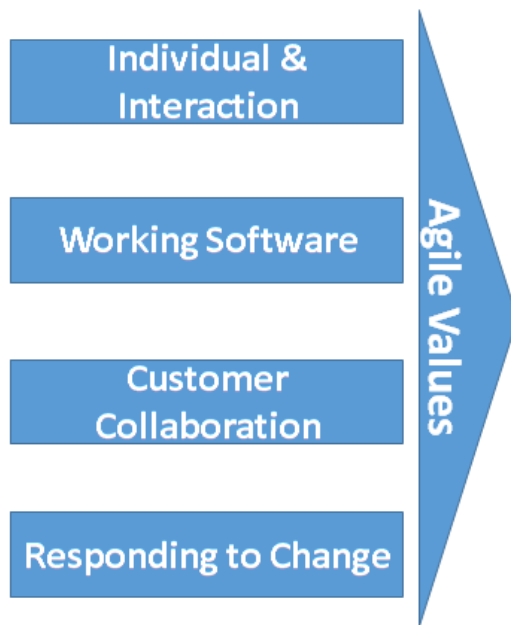 Individual &
Interaction
Working Software
Customer
Collaboration
Responding to Change
Agile Values